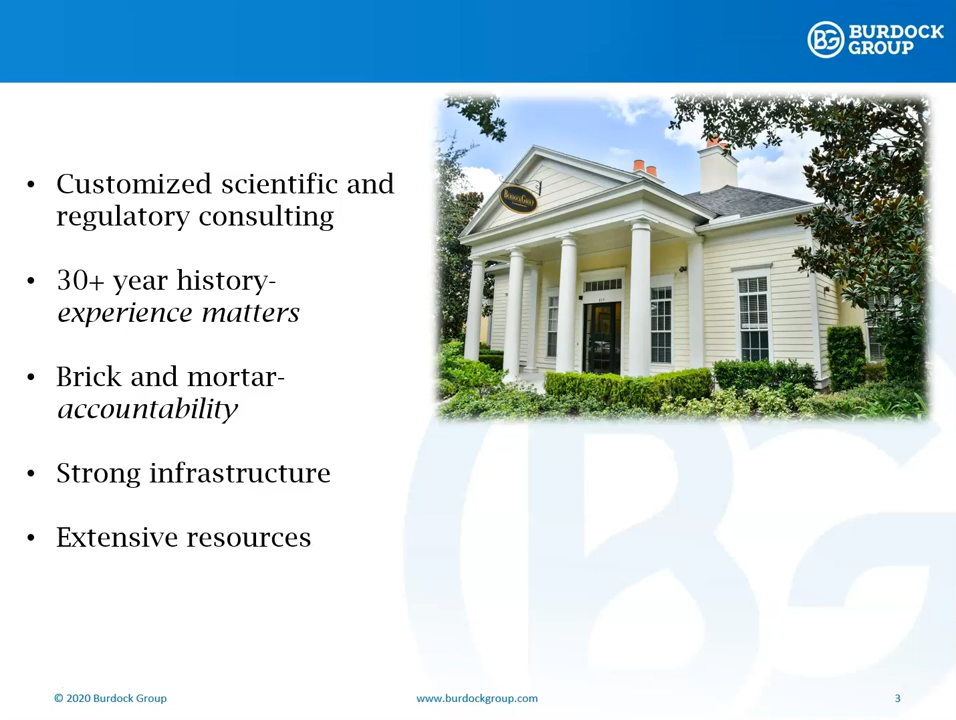 BURDOCK
GROUP
• Customized scientific and
regulatory consulting
• 30+ year history-
experience matters
• Brick and mortar-
accountability
• Strong infrastructure
• Extensive resources
© 2020 Burdock Group
www.burdockgroup.com
3